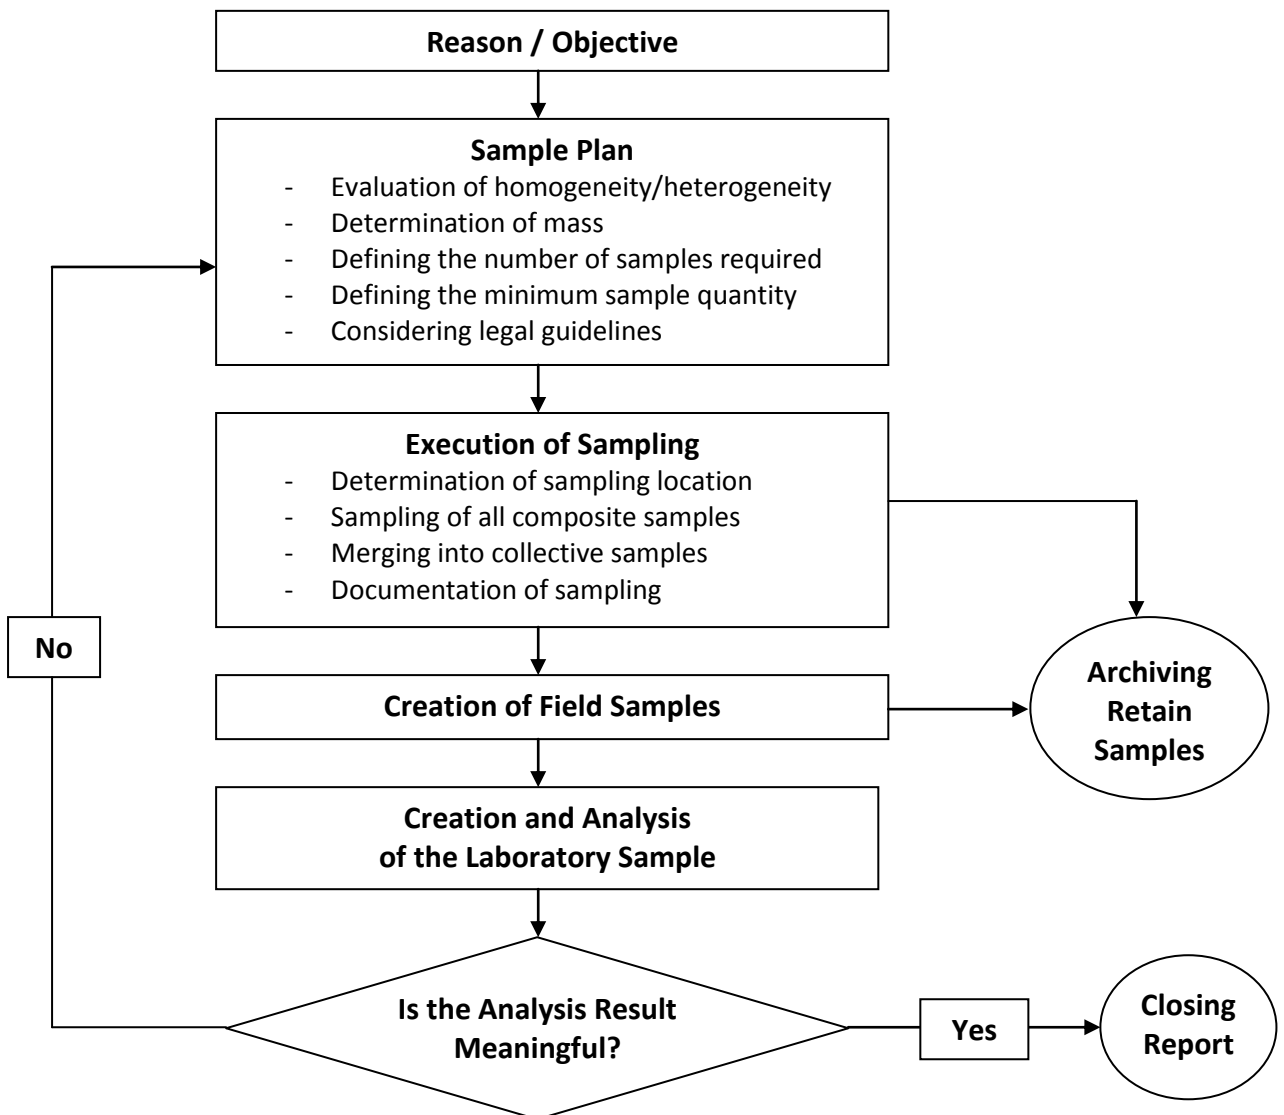 Reason / Objective
Sample Plan
- Evaluation of homogeneity/heterogeneity
- Determination of mass
- Defining the number of samples required
- Defining the minimum sample quantity
- Considering legal guidelines
Execution of Sampling
- Determination of sampling location
- Sampling of all composite samples
- Merging into collective samples
- Documentation of sampling
No
Creation of Field Samples
Archiving
Retain
Samples
Creation and Analysis
of the Laboratory Sample
Is the Analysis Result
Meaningful?
Yes
Closing
Report